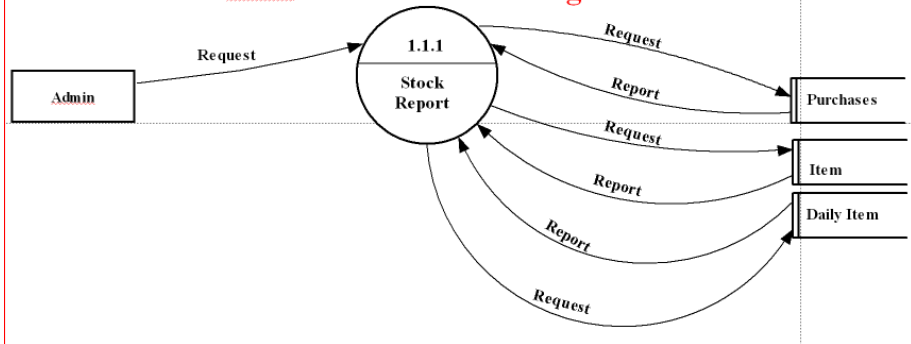 Request
1.1.1
Stock
Report
Admin
Request
Report
Purchases
Request
Report
Item
Daily Item
Report
Request